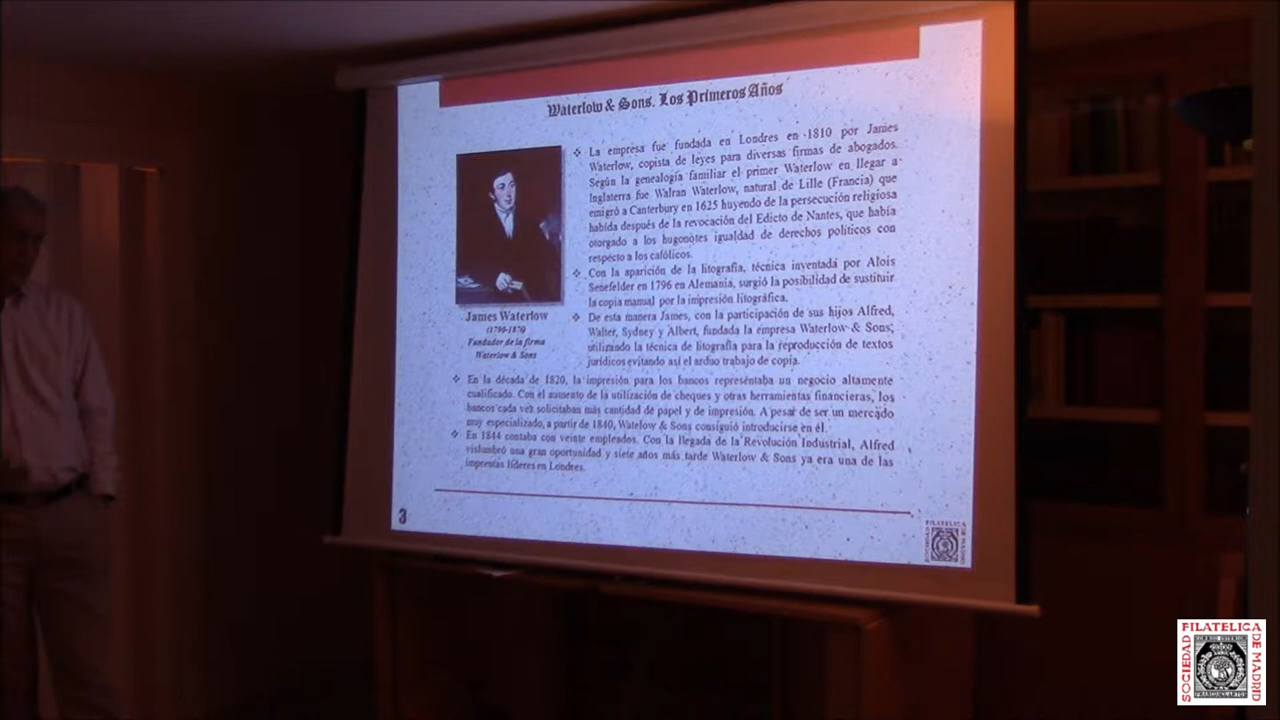 Waterlow & Sons. Los Primeros Años
❖ La empresa fue fundada en Londres en 1810 por James
Waterlow, copista de leyes para diversas firmas de abogados.
Según la genealogía familiar el primer Waterlow en llegar a
Inglaterra fue Walran Waterlow, natural de Lille (Francia) que
emigró a Canterbury en 1625 huyendo de la persecución religiosa
habida después de la revocación del Edicto de Nantes, que había
otorgado a los hugonotes igualdad de derechos políticos con
respecto a los católicos.
❖ Con la aparición de la litografía, técnica inventada por Alois
Senefelder en 1796 en Alemania, surgió la posibilidad de sustituir
la copia manual por la impresión litográfica.
❖ De esta manera James, con la participación de sus hijos Alfred,
Walter, Sydney y Albert, fundada la empresa Waterlow & Sons,
utilizando la técnica de litografía para la reproducción de textos
jurídicos evitando así el arduo trabajo de copia.
James Waterlow
Fundador de la firma
Waterlow & Sons
❖ En la década de 1820, la impresión para los bancos representaba un negocio altamente
cualificado. Con el aumento de la utilización de cheques y otras herramientas financieras, los
bancos cada vez solicitaban más cantidad de papel y de impresión. A pesar de ser un mercado
muy especializado, a partir de 1840, Watelow & Sons consiguió introducirse en él.
❖ En 1844 contaba con veinte empleados. Con la llegada de la Revolución Industrial, Alfred
vislumbró una gran oportunidad y siete años más tarde Waterlow & Sons ya era una de las
imprentas líderes en Londres.
3
SOCIEDAD
FILATELICA
DE MADRID
CORREO INTERIOR
FRANCO CUARTOS